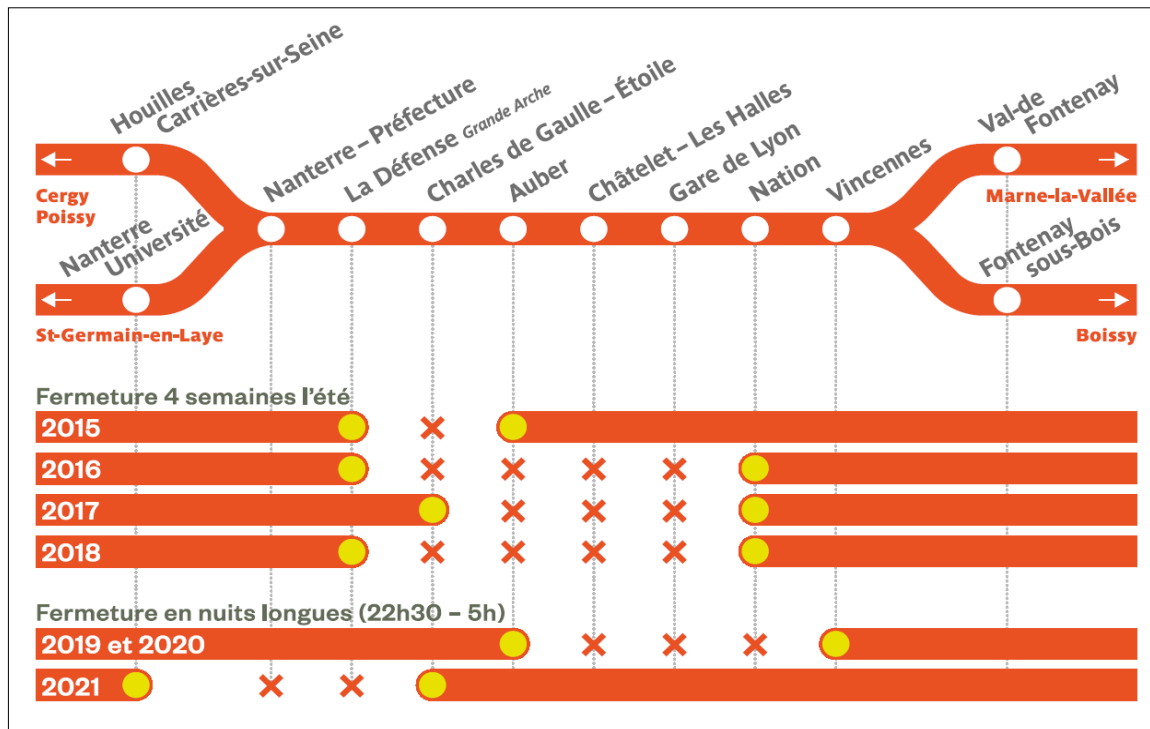 Houilles
Carrières-sur-Seine
Nanterre – Préfecture
La Défense Grande Arche
Charles de Gaulle – Étoile
Auber
Châtelet – Les Halles
Gare de Lyon
Nation
Vincennes
Val-de
Fontenay
Cergy
Poissy
Marne-la-Vallée
Nanterre
Université
Fontenay
sous-Bois
St-Germain-en-Laye
Boissy
Fermeture 4 semaines l'été
2015
2016
2017
2018
Fermeture en nuits longues (22h30 – 5h)
2019 et 2020
2021